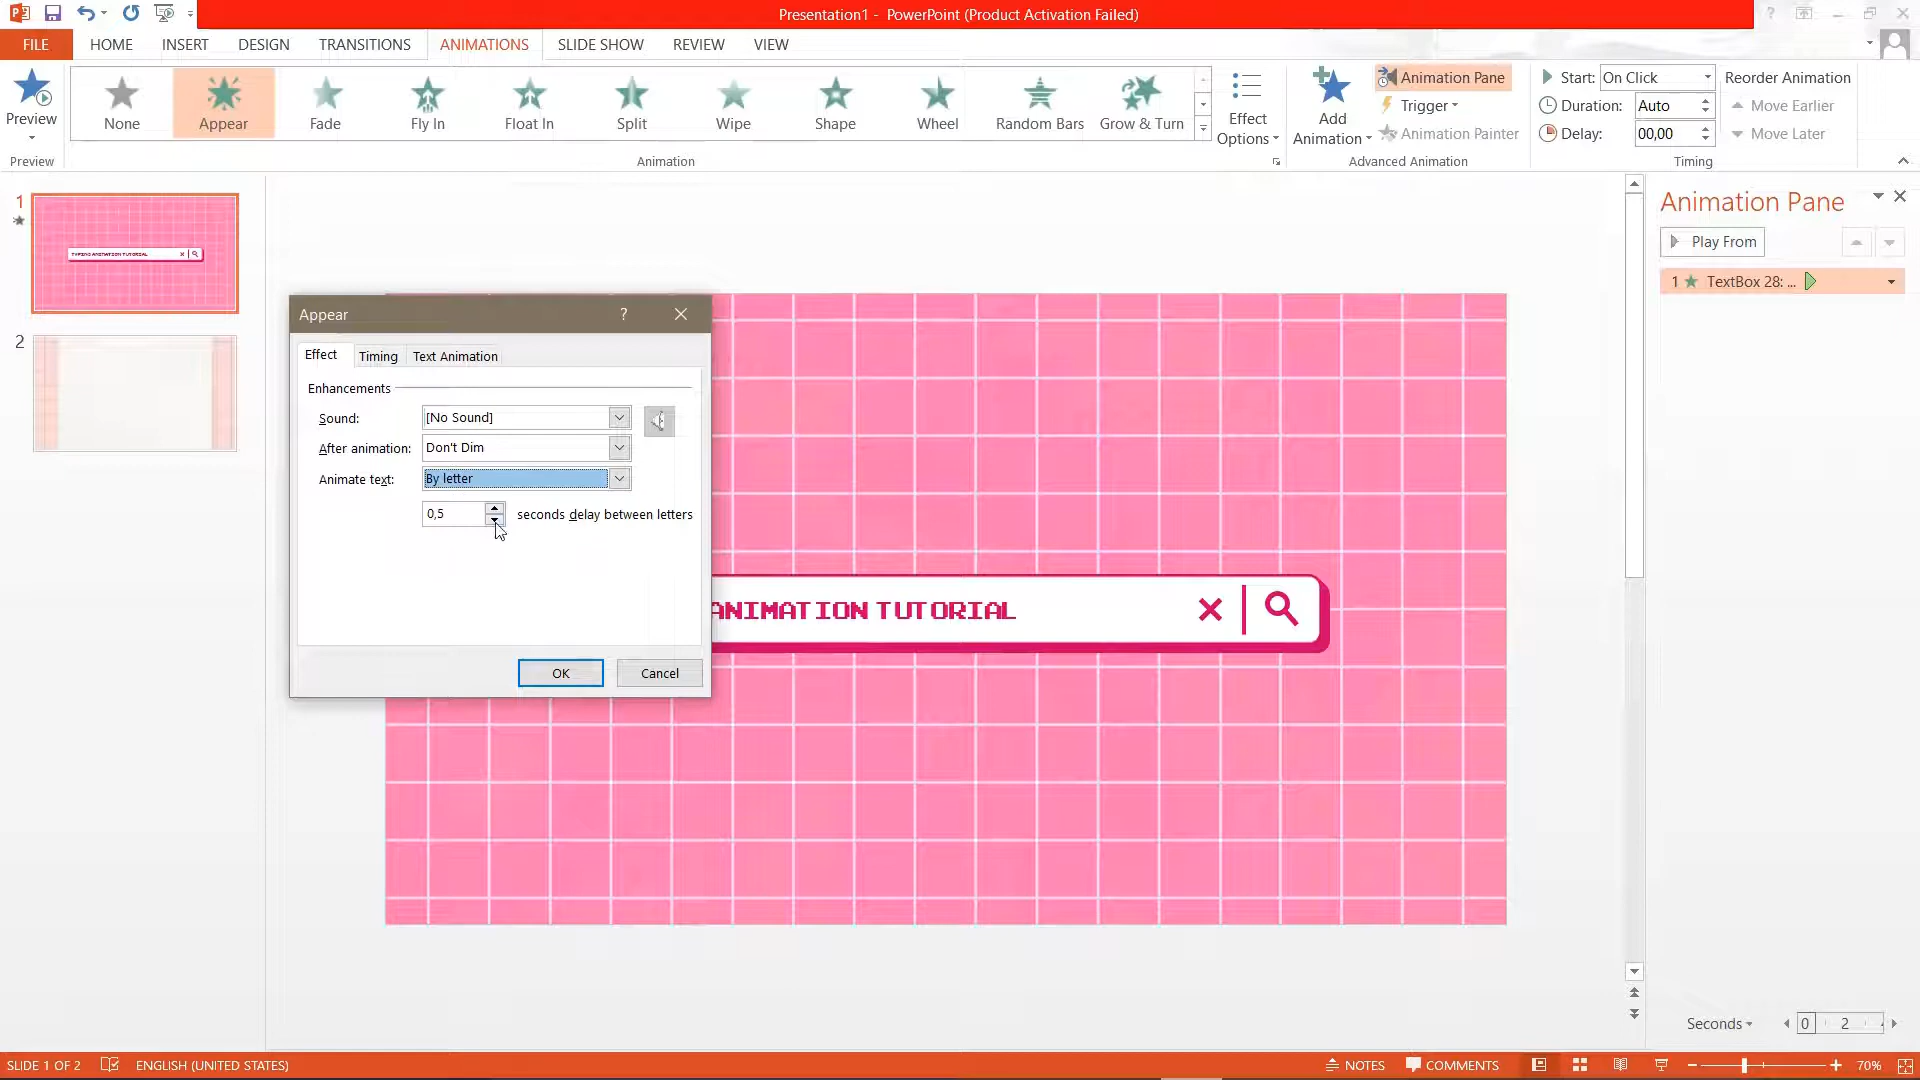 Presentation1 - PowerPoint (Product Activation Failed)
?
FILE HOME INSERT DESIGN TRANSITIONS ANIMATIONS SLIDE SHOW REVIEW VIEW
Preview
None
Appear
Fade
Fly In
Float In
Split
Wipe
Shape
Wheel
Random Bars
Grow & Turn
Effect
Options
Add
Animation
Animation Pane
Trigger
Animation Painter
Start: On Click
Duration: Auto
Delay: 00,00
Reorder Animation
Move Earlier
Move Later
Preview
Animation
Advanced Animation
Timing
1
TYPING ANIMATION TUTORIAL
2
Appear
?
Effect Timing Text Animation
Enhancements
Sound: [No Sound]
After animation: Don't Dim
Animate text: By letter
0,5 seconds delay between letters
OK Cancel
ANIMATION TUTORIAL
Animation Pane
Play From
1 TextBox 28: ...
Seconds 0 2
SLIDE 1 OF 2 ENGLISH (UNITED STATES) NOTES COMMENTS 70%